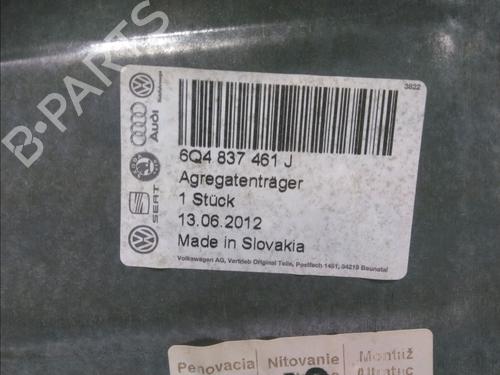 B-PARTS
3822
Audi
SEAT
6Q4 837 461 J
Agregatenträger
1 Stück
13.06.2012
Made in Slovakia
Volkswagen AG, Vertrieb Original Teile, Postfach 1451, 34219 Baunatal
Penovacia
Nitovanie
Montáž